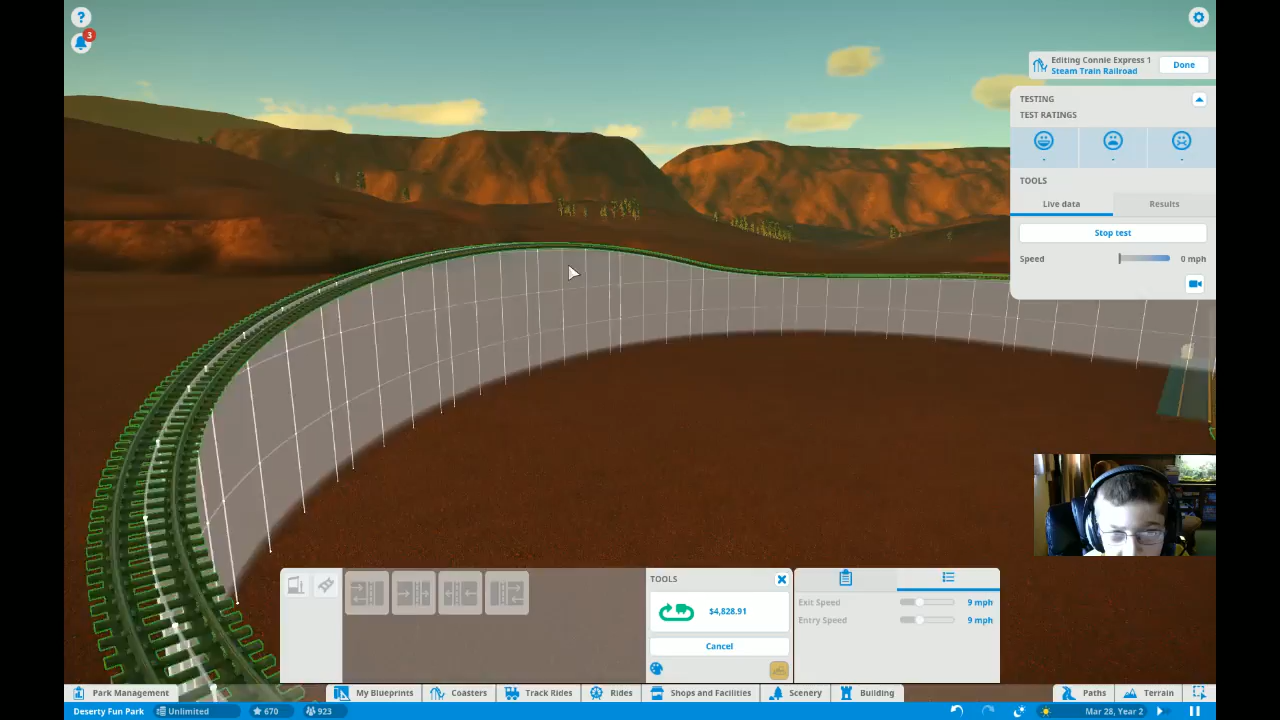 ?
3
Editing Connie Express 1
Steam Train Railroad
Done
TESTING
TEST RATINGS
-
-
-
TOOLS
Live data
Results
Stop test
Speed
0 mph
TOOLS
$4,828.91
Cancel
Exit Speed
9 mph
Entry Speed
9 mph
Park Management
My Blueprints
Coasters
Track Rides
Rides
Shops and Facilities
Scenery
Building
Paths
Terrain
Deserty Fun Park
Unlimited
670
923
Mar 28, Year 2